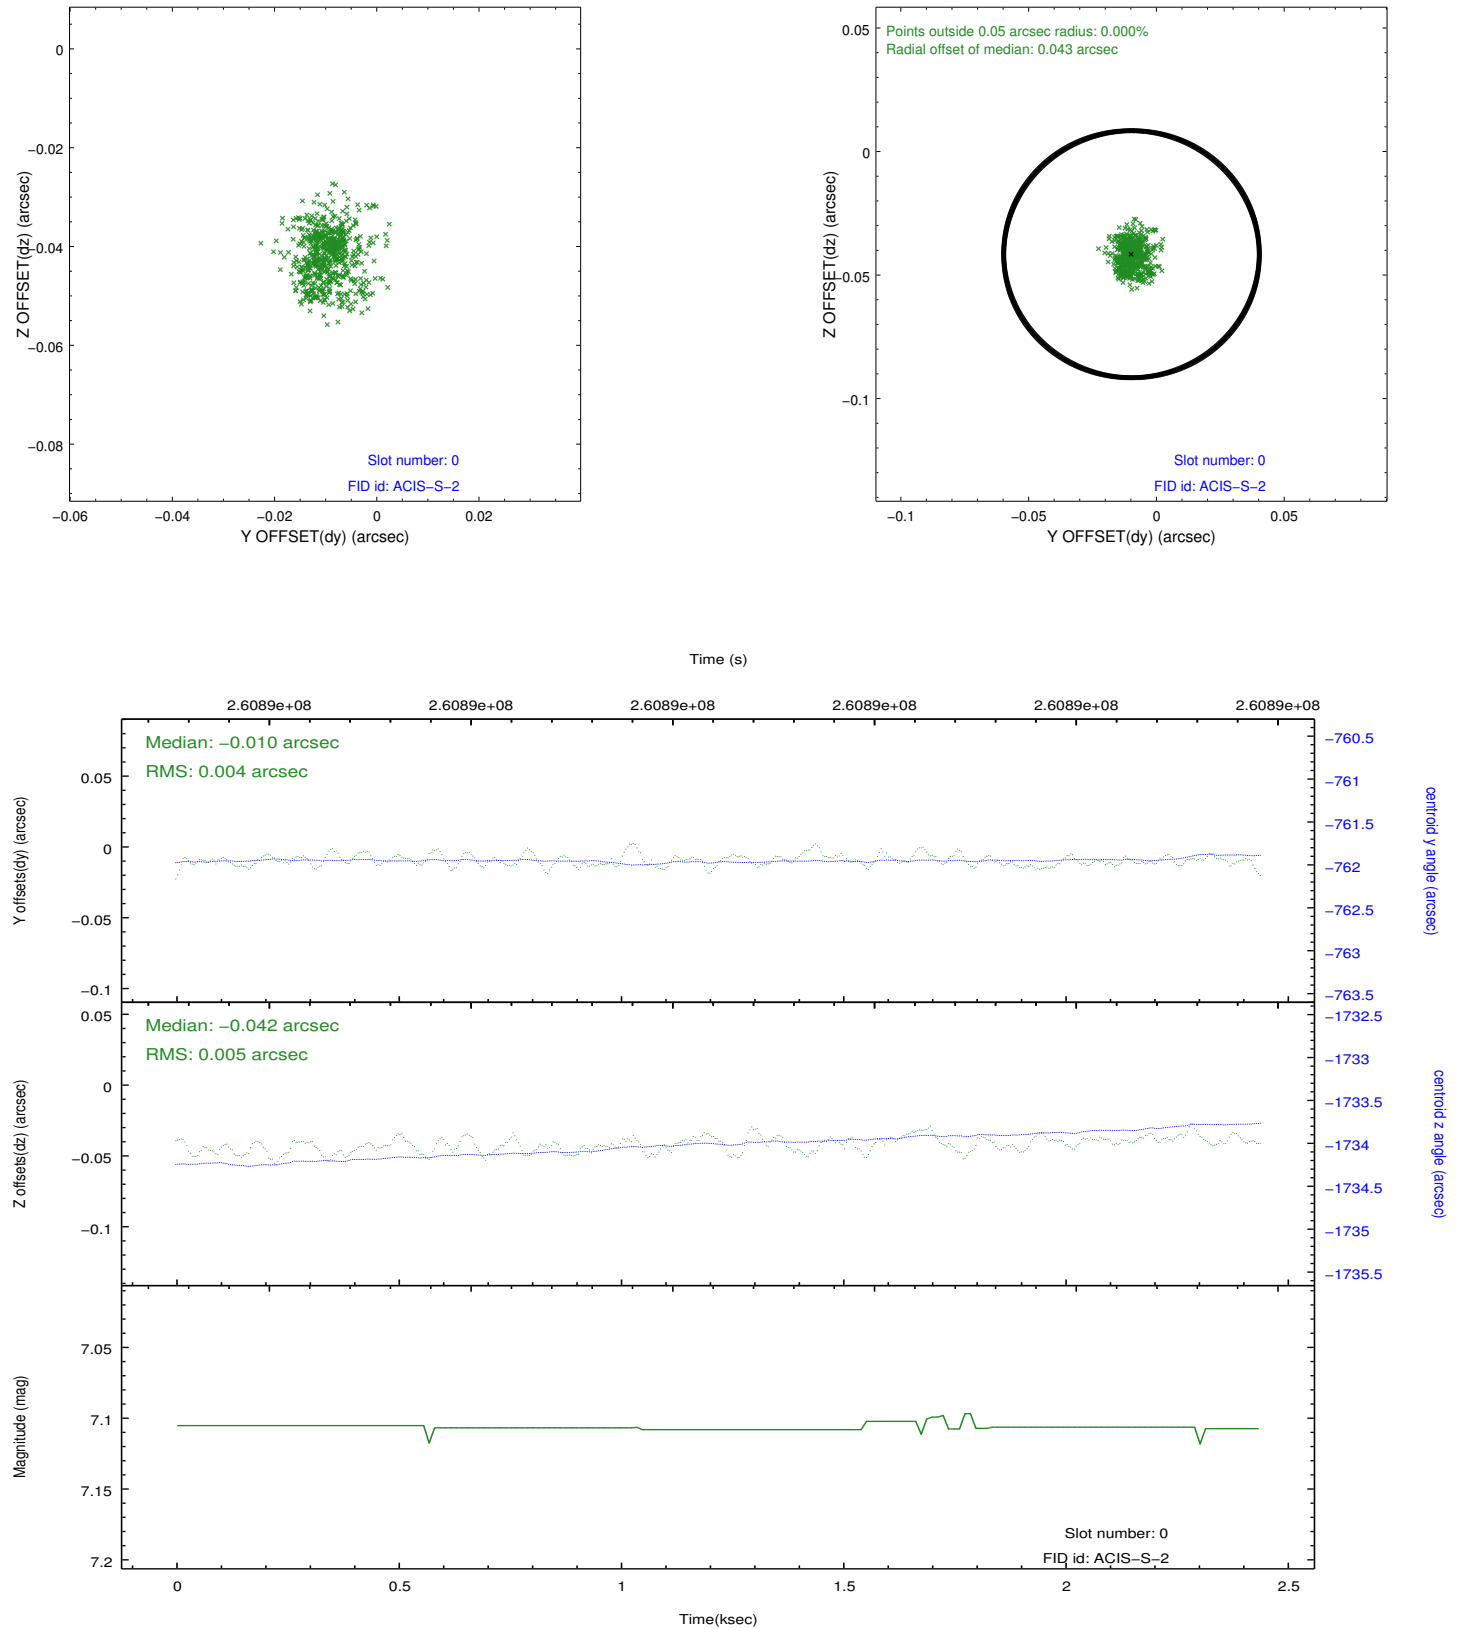 0
−0.02
−0.04
−0.06
−0.08
Z OFFSET(dz) (arcsec)
Slot number: 0
FID id: ACIS−S−2
−0.06
−0.04
−0.02
0
0.02
Y OFFSET(dy) (arcsec)
Points outside 0.05 arcsec radius: 0.000%
Radial offset of median: 0.043 arcsec
0.05
0
−0.05
−0.1
Z OFFSET(dz) (arcsec)
Slot number: 0
FID id: ACIS−S−2
−0.1
−0.05
0
0.05
Y OFFSET(dy) (arcsec)
Time (s)
2.6089e+08
2.6089e+08
2.6089e+08
2.6089e+08
2.6089e+08
2.6089e+08
Median: −0.010 arcsec
RMS: 0.004 arcsec
0.05
0
−0.05
−0.1
Y offsets(dy) (arcsec)
−760.5
−761
−761.5
−762
−762.5
−763
−763.5
centroid y angle (arcsec)
Median: −0.042 arcsec
RMS: 0.005 arcsec
0.05
0
−0.05
−0.1
Z offsets(dz) (arcsec)
−1732.5
−1733
−1733.5
−1734
−1734.5
−1735
−1735.5
centroid z angle (arcsec)
7.05
7.1
7.15
7.2
Magnitude (mag)
Slot number: 0
FID id: ACIS−S−2
0
0.5
1
1.5
2
2.5
Time(ksec)